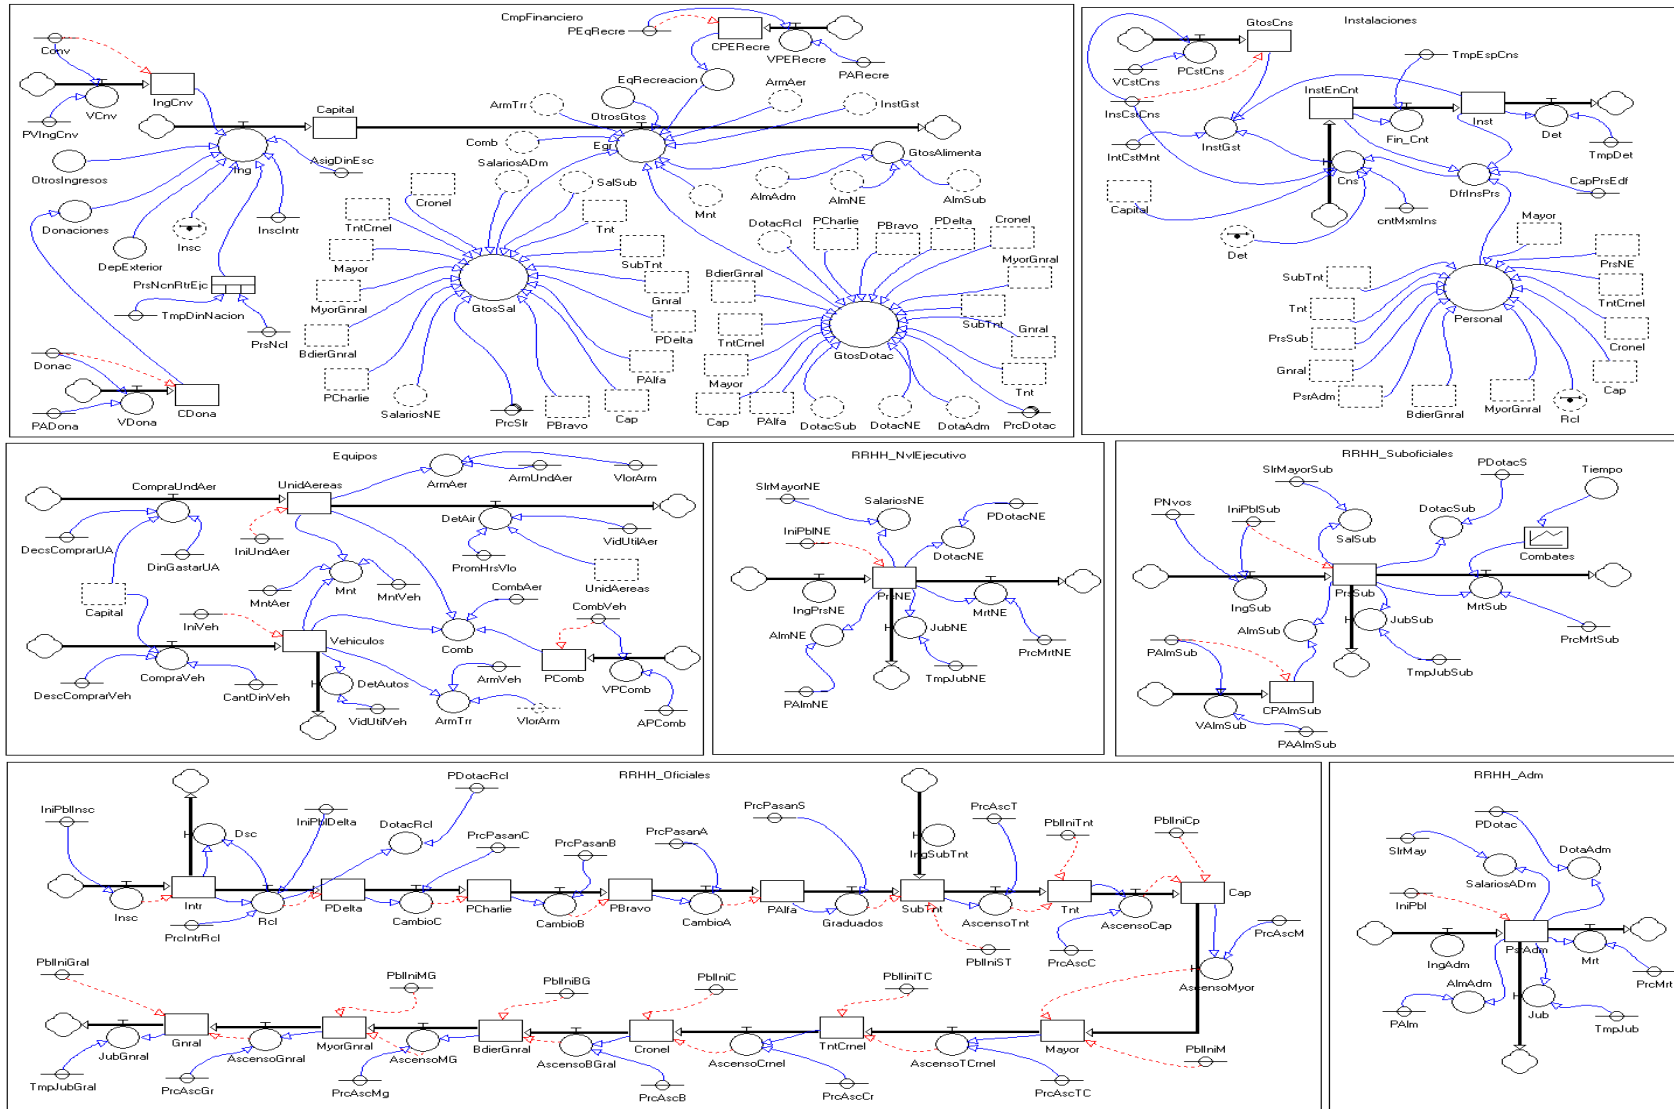 CmpFinanciero
Conv
PEqRecre
CPERecre
VPERecre
PARecre
IngCnv
VCnv
PVIngCnv
EqRecreacion
ArmAer
ArmTrr
OtrosGtos
InstGst
Capital
Comb
Egr
SalariosADm
GtosAlimenta
Ing
AsigDinEsc
OtrosIngresos
Cronel
SalSub
AlmAdm
AlmNE
AlmSub
Mnt
Donaciones
Insc
InscIntr
TntCrnel
Tnt
DotacRcl
PCharlie
PBravo
PDelta
Cronel
DepExterior
Mayor
SubTnt
BdierGnral
MyorGnral
PrsNcnRtrEjc
MyorGnral
GtosSal
Gnral
TmpDinNacion
PrsNcl
BdierGnral
PDelta
TntCrnel
GtosDotac
SubTnt
Gnral
Donac
PCharlie
PAlfa
Mayor
Tnt
CDona
PADona
VDona
SalariosNE
PrcSlr
PBravo
Cap
Cap
PAlfa
DotacSub
DotacNE
DotaAdm
PrcDotac
Instalaciones
GtosCns
TmpEspCns
VCstCns
PCstCns
InsCstCns
InstEnCnt
Inst
Fin_Cnt
Det
TmpDet
IntCstMnt
InstGst
Cns
DfrInsPrs
CapPrsEdf
Capital
cntMxmIns
Det
Mayor
PrsNE
SubTnt
TntCrnel
Tnt
Personal
PrsSub
Cronel
Gnral
Cap
PsrAdm
BdierGnral
MyorGnral
Rcl
Equipos
CompraUndAer
UnidAereas
ArmAer
ArmUndAer
VlorArm
DetAir
DecsComprarUA
IniUndAer
VidUtilAer
DinGastarUA
PromHrsVlo
Mnt
MntAer
MntVeh
CombAer
UnidAereas
CombVeh
Capital
IniVeh
Vehiculos
Comb
PComb
VPComb
DescComprarVeh
CompraVeh
CantDinVeh
DetAutos
ArmVeh
VidUtiVeh
ArmTrr
VlorArm
APComb
RRHH_NvlEjecutivo
SlrMayorNE
SalariosNE
PDotacNE
IniPblNE
DotacNE
PrsNE
IngPrsNE
MrtNE
AlmNE
JubNE
PrcMrtNE
TmpJubNE
PAlmNE
RRHH_Suboficiales
SlrMayorSub
PDotacS
Tiempo
PNvos
IniPblSub
DotacSub
SalSub
Combates
PrsSub
IngSub
MrtSub
AlmSub
JubSub
PrcMrtSub
PAlmSub
TmpJubSub
CPAlmSub
VAlmSub
PAAlmSub
RRHH_Oficiales
IniPblInsc
Dsc
IniPblDelta
PDotacRcl
DotacRcl
PrcPasanC
PrcPasanB
PrcPasanA
PrcPasanS
PrcAscT
PblIniTnt
PblIniCp
IngSubTnt
Insc
Intr
Rcl
PDelta
CambioC
PCharlie
CambioB
PBravo
CambioA
PAlfa
Graduados
SubTnt
AscensoTnt
Tnt
AscensoCap
Cap
PrcIntrRcl
PblIniST
PrcAscC
PrcAscM
PblIniGral
PblIniMG
PblIniBG
PblIniC
PblIniTC
AscensoMyor
JubGnral
Gnral
AscensoGnral
MyorGnral
AscensoMG
BdierGnral
AscensoBGral
Cronel
AscensoCrnel
TntCrnel
AscensoTCrnel
Mayor
PblIniM
TmpJubGral
PrcAscGr
PrcAscMg
PrcAscB
PrcAscCr
PrcAscTC
RRHH_Adm
PDotac
SlrMay
DotaAdm
SalariosADm
IniPbl
PsrAdm
IngAdm
Mrt
AlmAdm
Jub
PrcMrt
PAlm
TmpJub